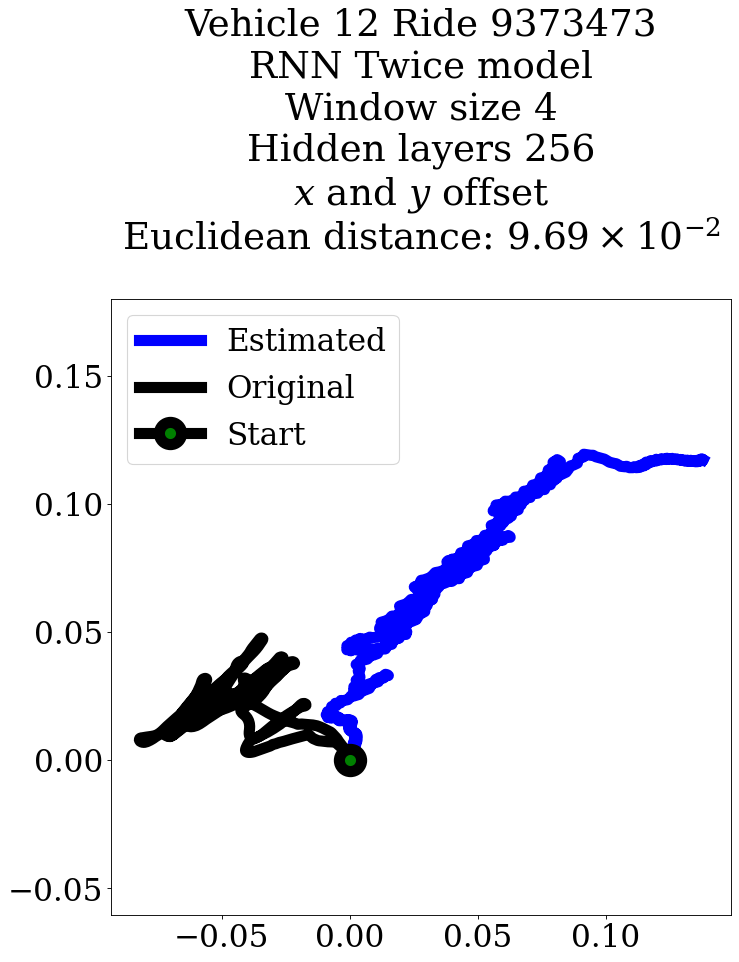 Vehicle 12 Ride 9373473
RNN Twice model
Window size 4
Hidden layers 256
x and y offset
Euclidean distance: 9.69 × 10⁻²
Estimated
Original
Start
0.15
0.10
0.05
0.00
−0.05
−0.05 0.00 0.05 0.10